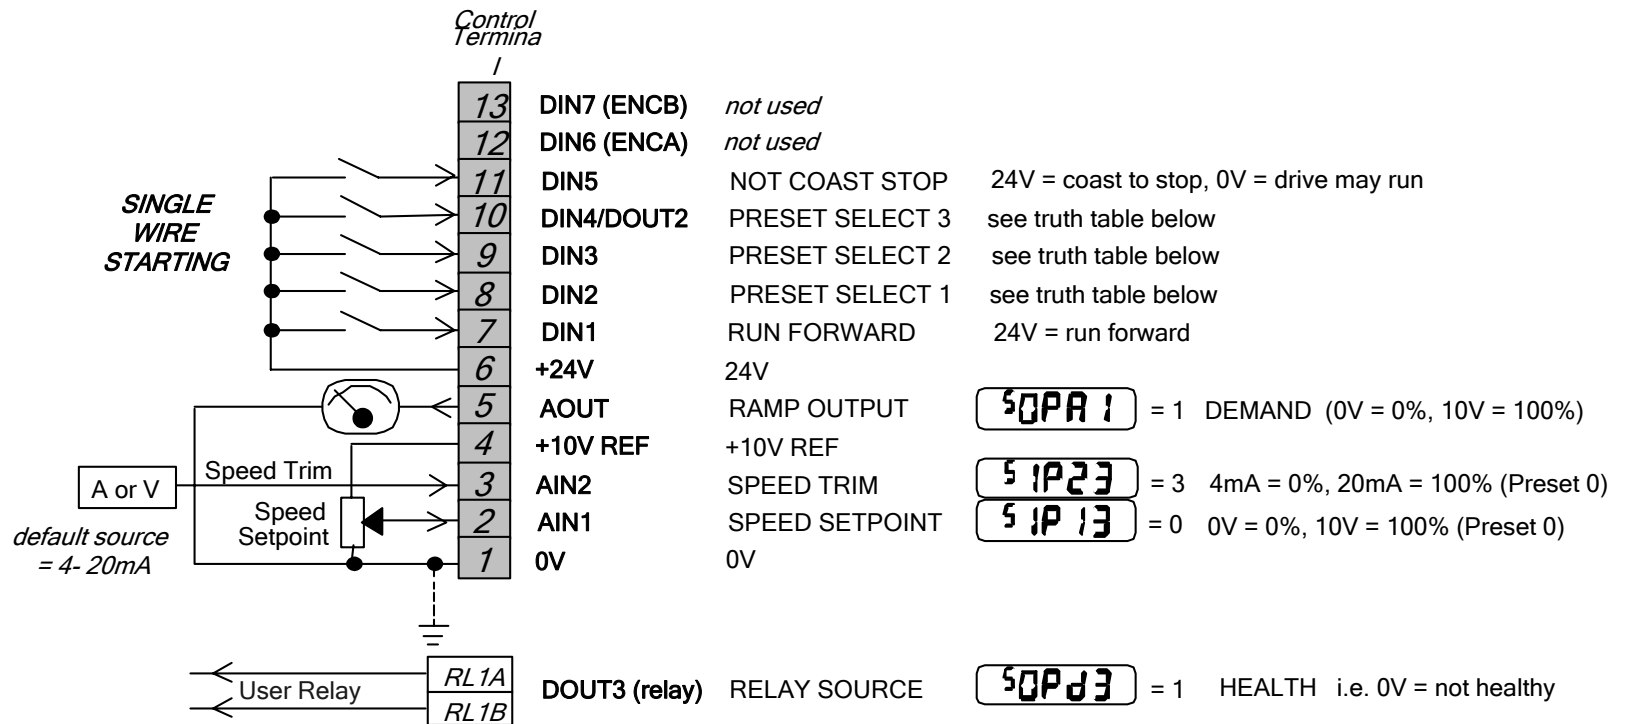 Control
Termina
l
13 DIN7 (ENCB) not used
12 DIN6 (ENCA) not used
11 DIN5 NOT COAST STOP 24V = coast to stop, 0V = drive may run
SINGLE
WIRE
STARTING
10 DIN4/DOUT2 PRESET SELECT 3 see truth table below
9 DIN3 PRESET SELECT 2 see truth table below
8 DIN2 PRESET SELECT 1 see truth table below
7 DIN1 RUN FORWARD 24V = run forward
6 +24V 24V
5 AOUT RAMP OUTPUT SOPA1 = 1 DEMAND (0V = 0%, 10V = 100%)
4 +10V REF +10V REF
A or V Speed Trim 3 AIN2 SPEED TRIM SIP23 = 3 4mA = 0%, 20mA = 100% (Preset 0)
Speed
Setpoint 2 AIN1 SPEED SETPOINT SIP13 = 0 0V = 0%, 10V = 100% (Preset 0)
default source
= 4- 20mA
1 0V 0V
User Relay
RL1A
RL1B
DOUT3 (relay) RELAY SOURCE SOPd3 = 1 HEALTH i.e. 0V = not healthy